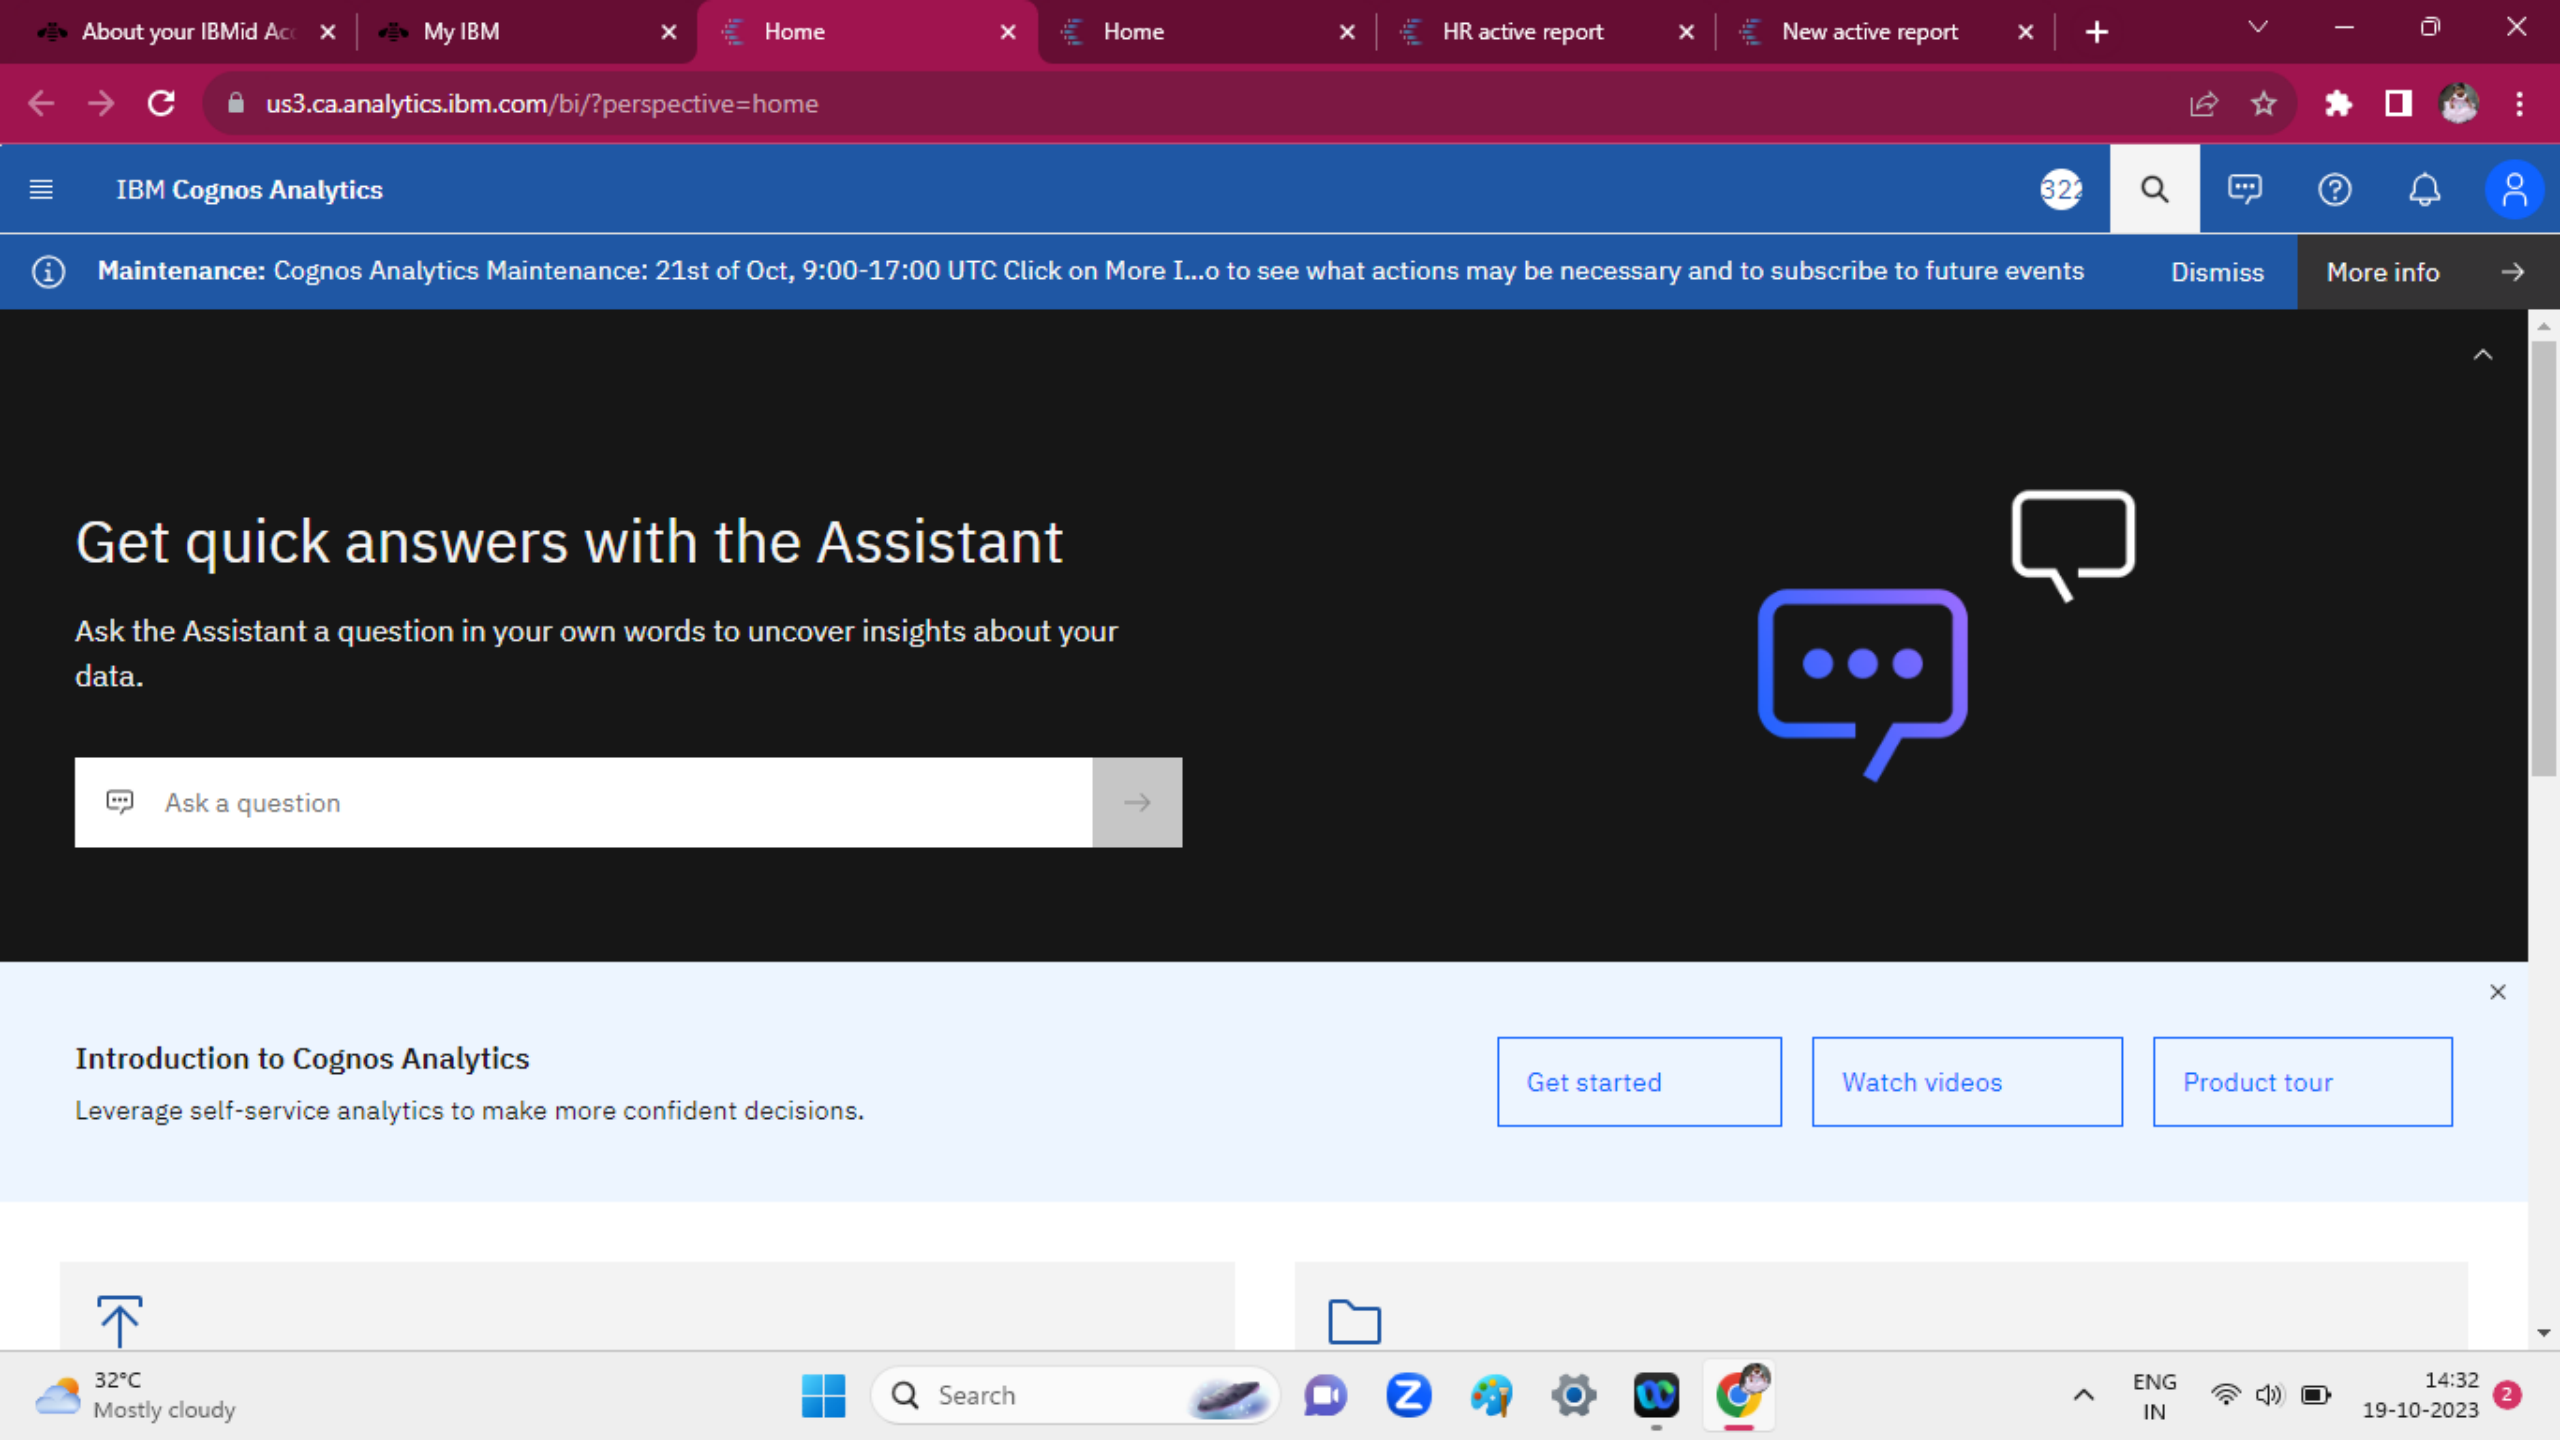 About your IBMid Acc
My IBM
Home
Home
HR active report
New active report
us3.ca.analytics.ibm.com/bi/?perspective=home
IBM Cognos Analytics
322
Maintenance: Cognos Analytics Maintenance: 21st of Oct, 9:00-17:00 UTC Click on More I...o to see what actions may be necessary and to subscribe to future events
Dismiss
More info
Get quick answers with the Assistant
Ask the Assistant a question in your own words to uncover insights about your
data.
Ask a question
Introduction to Cognos Analytics
Leverage self-service analytics to make more confident decisions.
Get started
Watch videos
Product tour
32°C
Mostly cloudy
Search
ENG
IN
14:32
19-10-2023
2